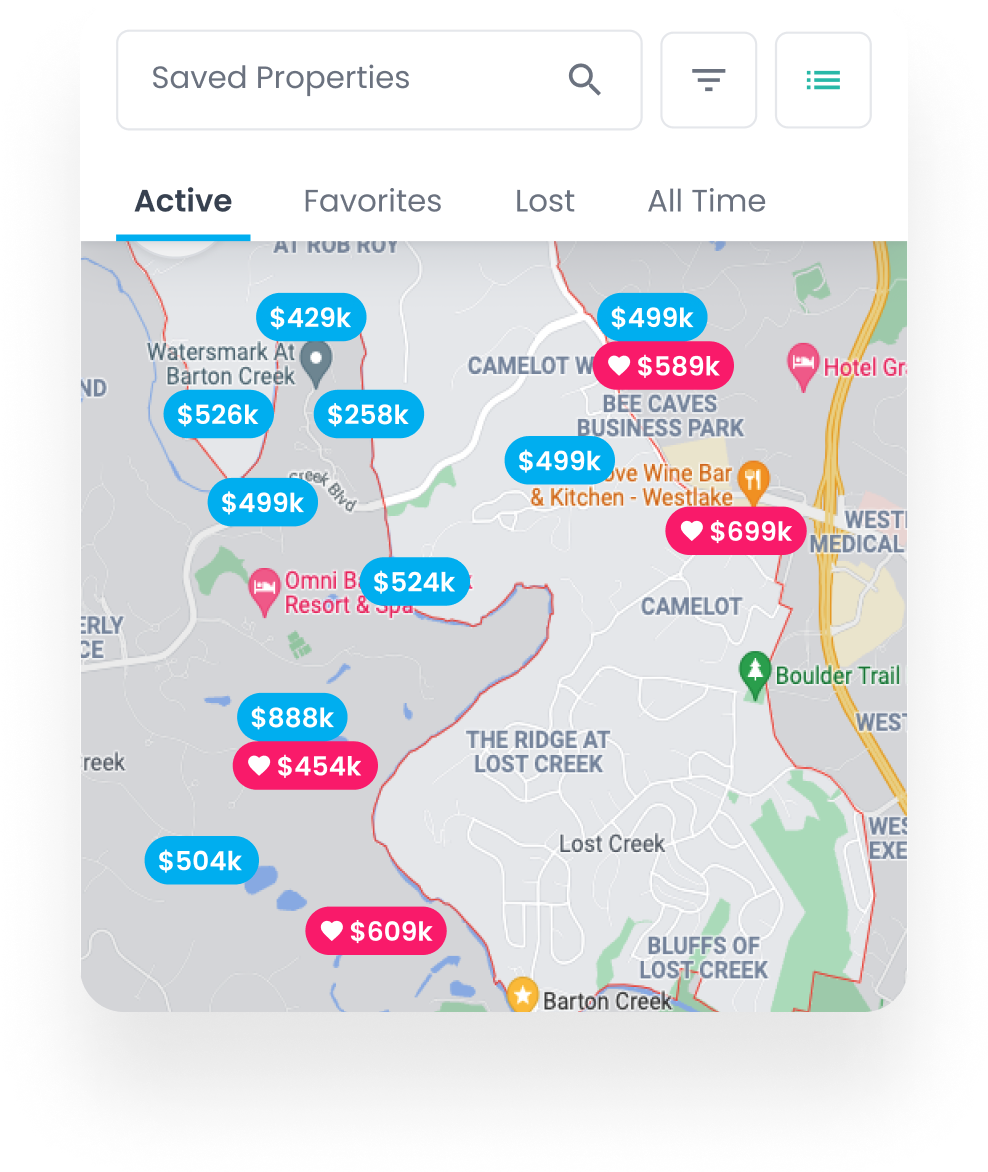 Saved Properties
Active
Favorites
Lost
All Time
AT ROB ROY
$429k
$499k
Watersmark At
Barton Creek
CAMELOT W
$589k
Hotel Gr
ND
$526k
$258k
BEE CAVES
BUSINESS PARK
$499k
ove Wine Bar
& Kitchen - Westlake
creek Blvd
$499k
$699k
WEST
MEDICAL
Omni B
$524k
Resort & Spa
CAMELOT
ERLY
CE
Boulder Trail
$888k
WEST
THE RIDGE AT
LOST CREEK
reek
$454k
WES
EXE
Lost Creek
$504k
$609k
BLUFFS OF
LOST CREEK
Barton Creek